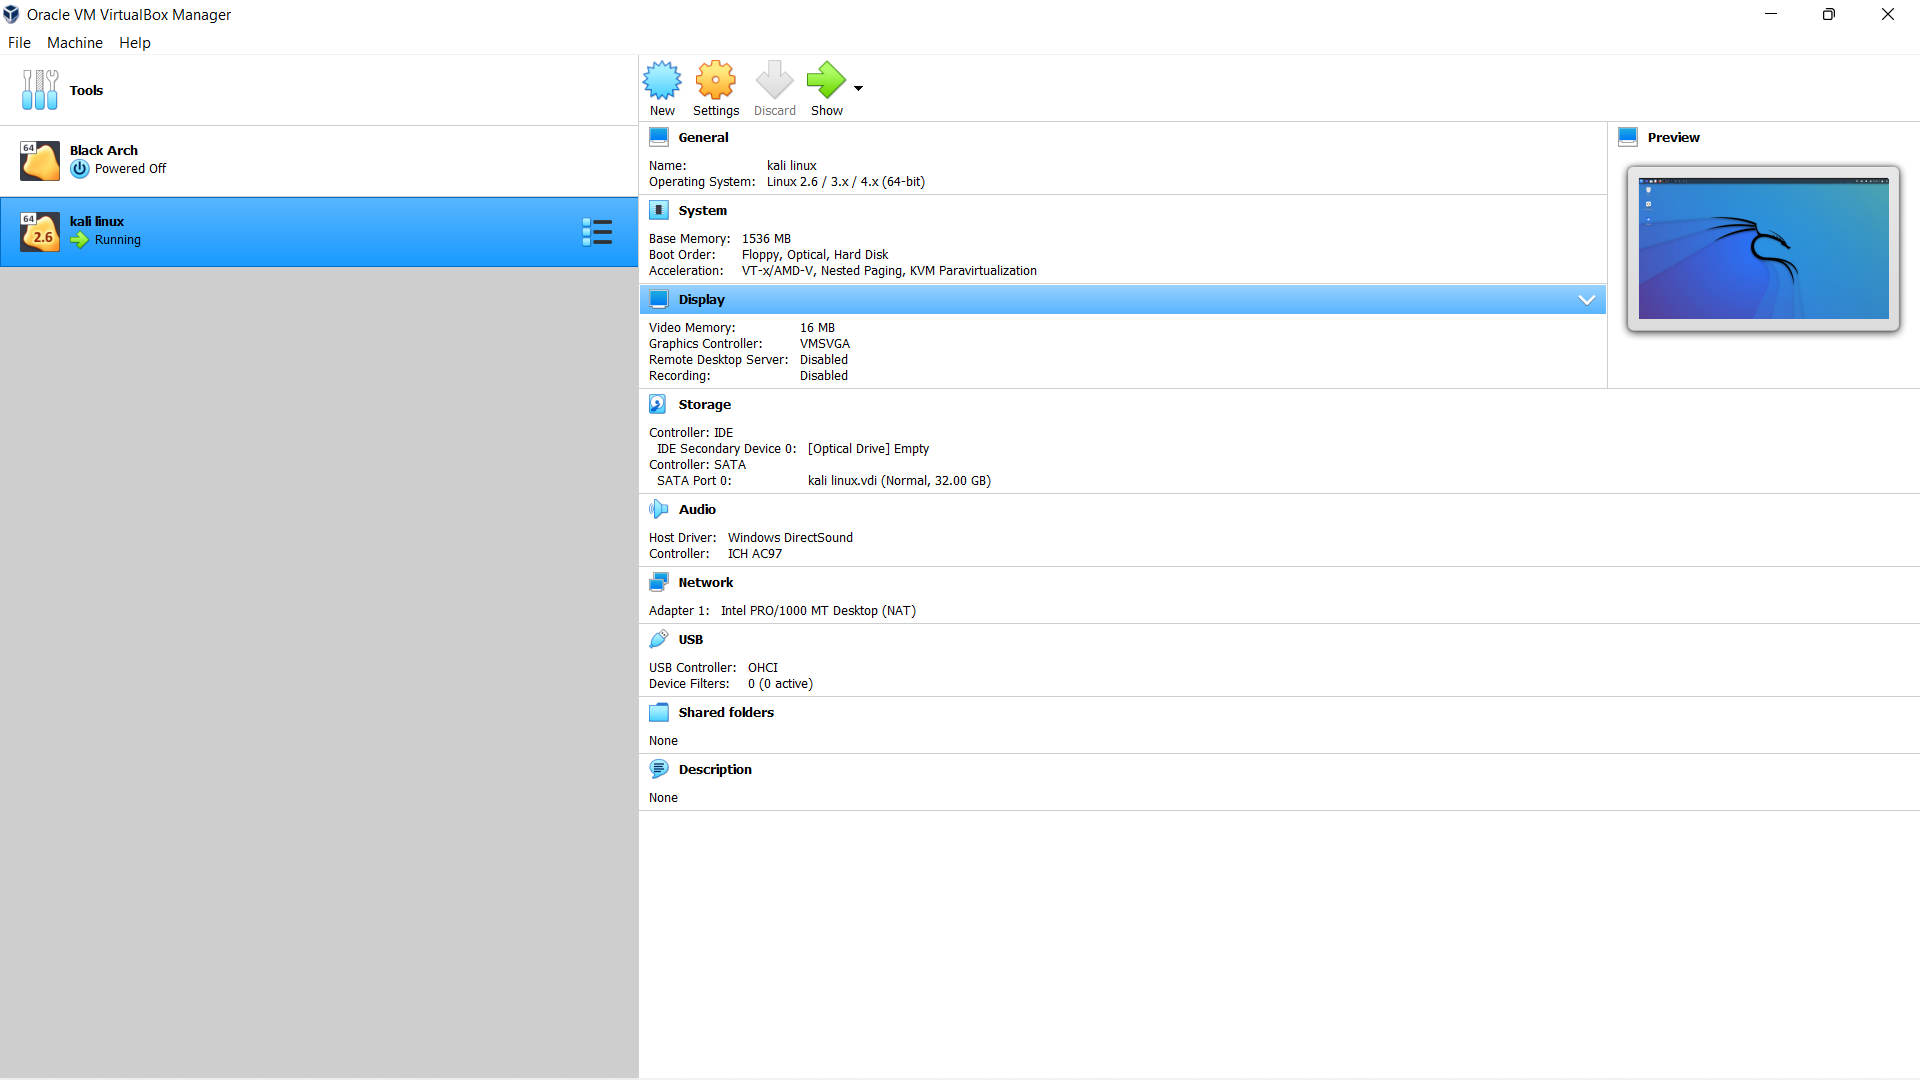 Oracle VM VirtualBox Manager
File Machine Help
Tools
64
Black Arch
Powered Off
64
2.6
kali linux
Running
New Settings Discard Show
General
Name: kali linux
Operating System: Linux 2.6 / 3.x / 4.x (64-bit)
System
Base Memory: 1536 MB
Boot Order: Floppy, Optical, Hard Disk
Acceleration: VT-x/AMD-V, Nested Paging, KVM Paravirtualization
Display
Video Memory: 16 MB
Graphics Controller: VMSVGA
Remote Desktop Server: Disabled
Recording: Disabled
Preview
Storage
Controller: IDE
IDE Secondary Device 0: [Optical Drive] Empty
Controller: SATA
SATA Port 0: kali linux.vdi (Normal, 32.00 GB)
Audio
Host Driver: Windows DirectSound
Controller: ICH AC97
Network
Adapter 1: Intel PRO/1000 MT Desktop (NAT)
USB
USB Controller: OHCI
Device Filters: 0 (0 active)
Shared folders
None
Description
None